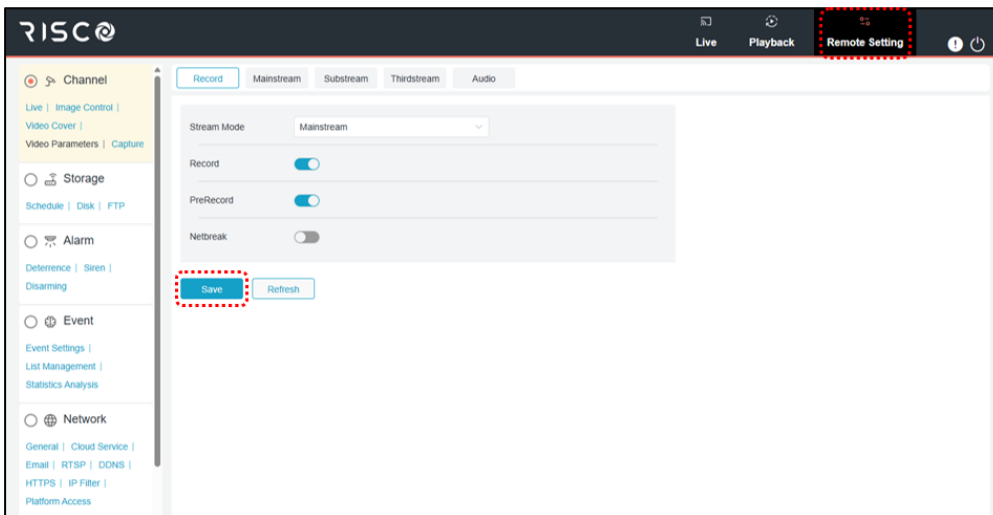 RISCO
Live
Playback
Remote Setting
Channel
Live | Image Control |
Video Cover |
Video Parameters | Capture
Storage
Schedule | Disk | FTP
Alarm
Deterrence | Siren |
Disarming
Event
Event Settings |
List Management |
Statistics Analysis
Network
General | Cloud Service |
Email | RTSP | DDNS |
HTTPS | IP Filter |
Platform Access
Record
Mainstream
Substream
Thirdstream
Audio
Stream Mode
Mainstream
Record
PreRecord
Netbreak
Save
Refresh